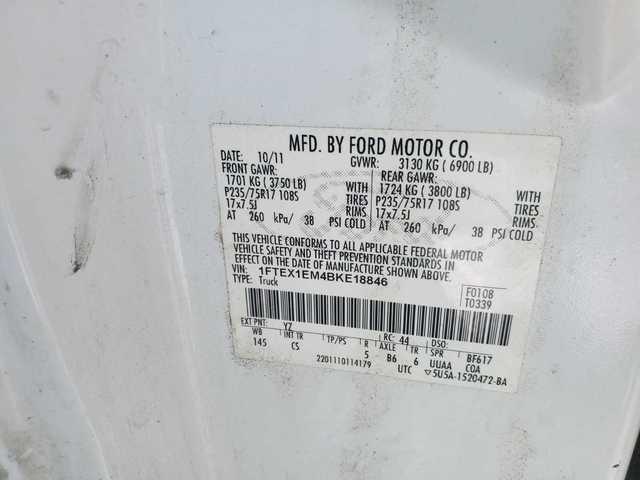 MFD. BY FORD MOTOR CO.
DATE: 10/11 GVWR: 3130 KG ( 6900 LB)
FRONT GAWR: REAR GAWR:
1701 KG ( 3750 LB) WITH 1724 KG ( 3800 LB) WITH
P235/75R17 108S TIRES P235/75R17 108S TIRES
17x7.5J RIMS 17x7.5J RIMS
AT 260 kPa/ 38 PSI COLD AT 260 kPa/ 38 PSI COLD
THIS VEHICLE CONFORMS TO ALL APPLICABLE FEDERAL MOTOR
VEHICLE SAFETY AND THEFT PREVENTION STANDARDS IN
EFFECT ON THE DATE OF MANUFACTURE SHOWN ABOVE.
VIN: 1FTEX1EM4BKE18846
TYPE: Truck
F0108
T0339
EXT PNT: YZ RC: 44 DSO:
WB INT TR TP/PS R AXLE TR SPR BF617
145 CS 5 B6 6 UUAA COA
2201110114179 UTC ▽5U5A-1520472-BA